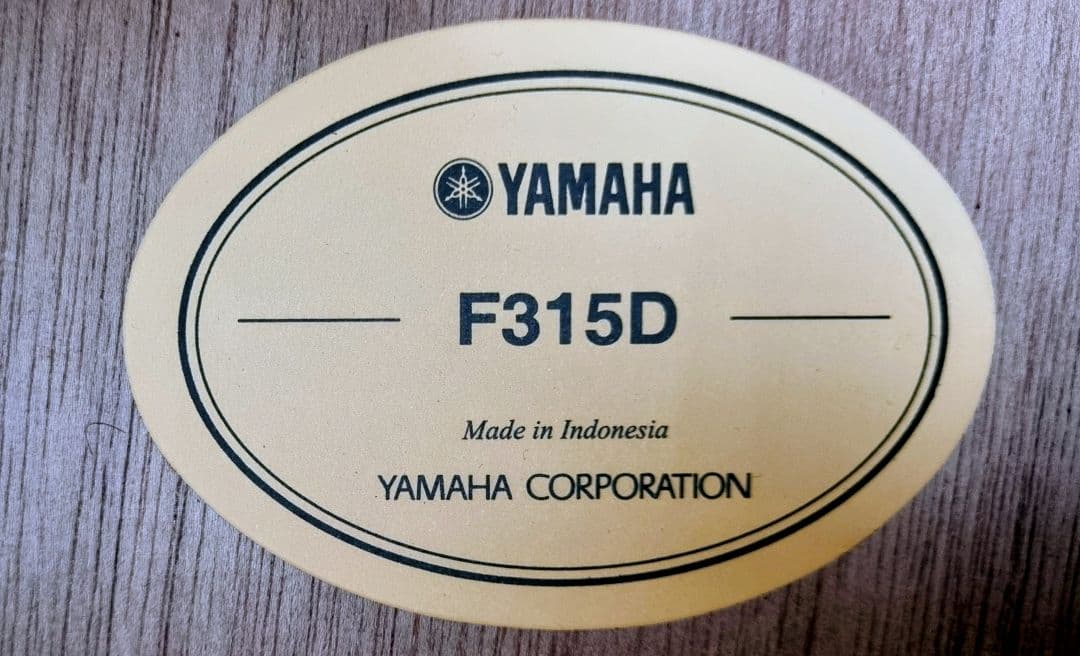 YAMAHA
F315D
Made in Indonesia
YAMAHA CORPORATION